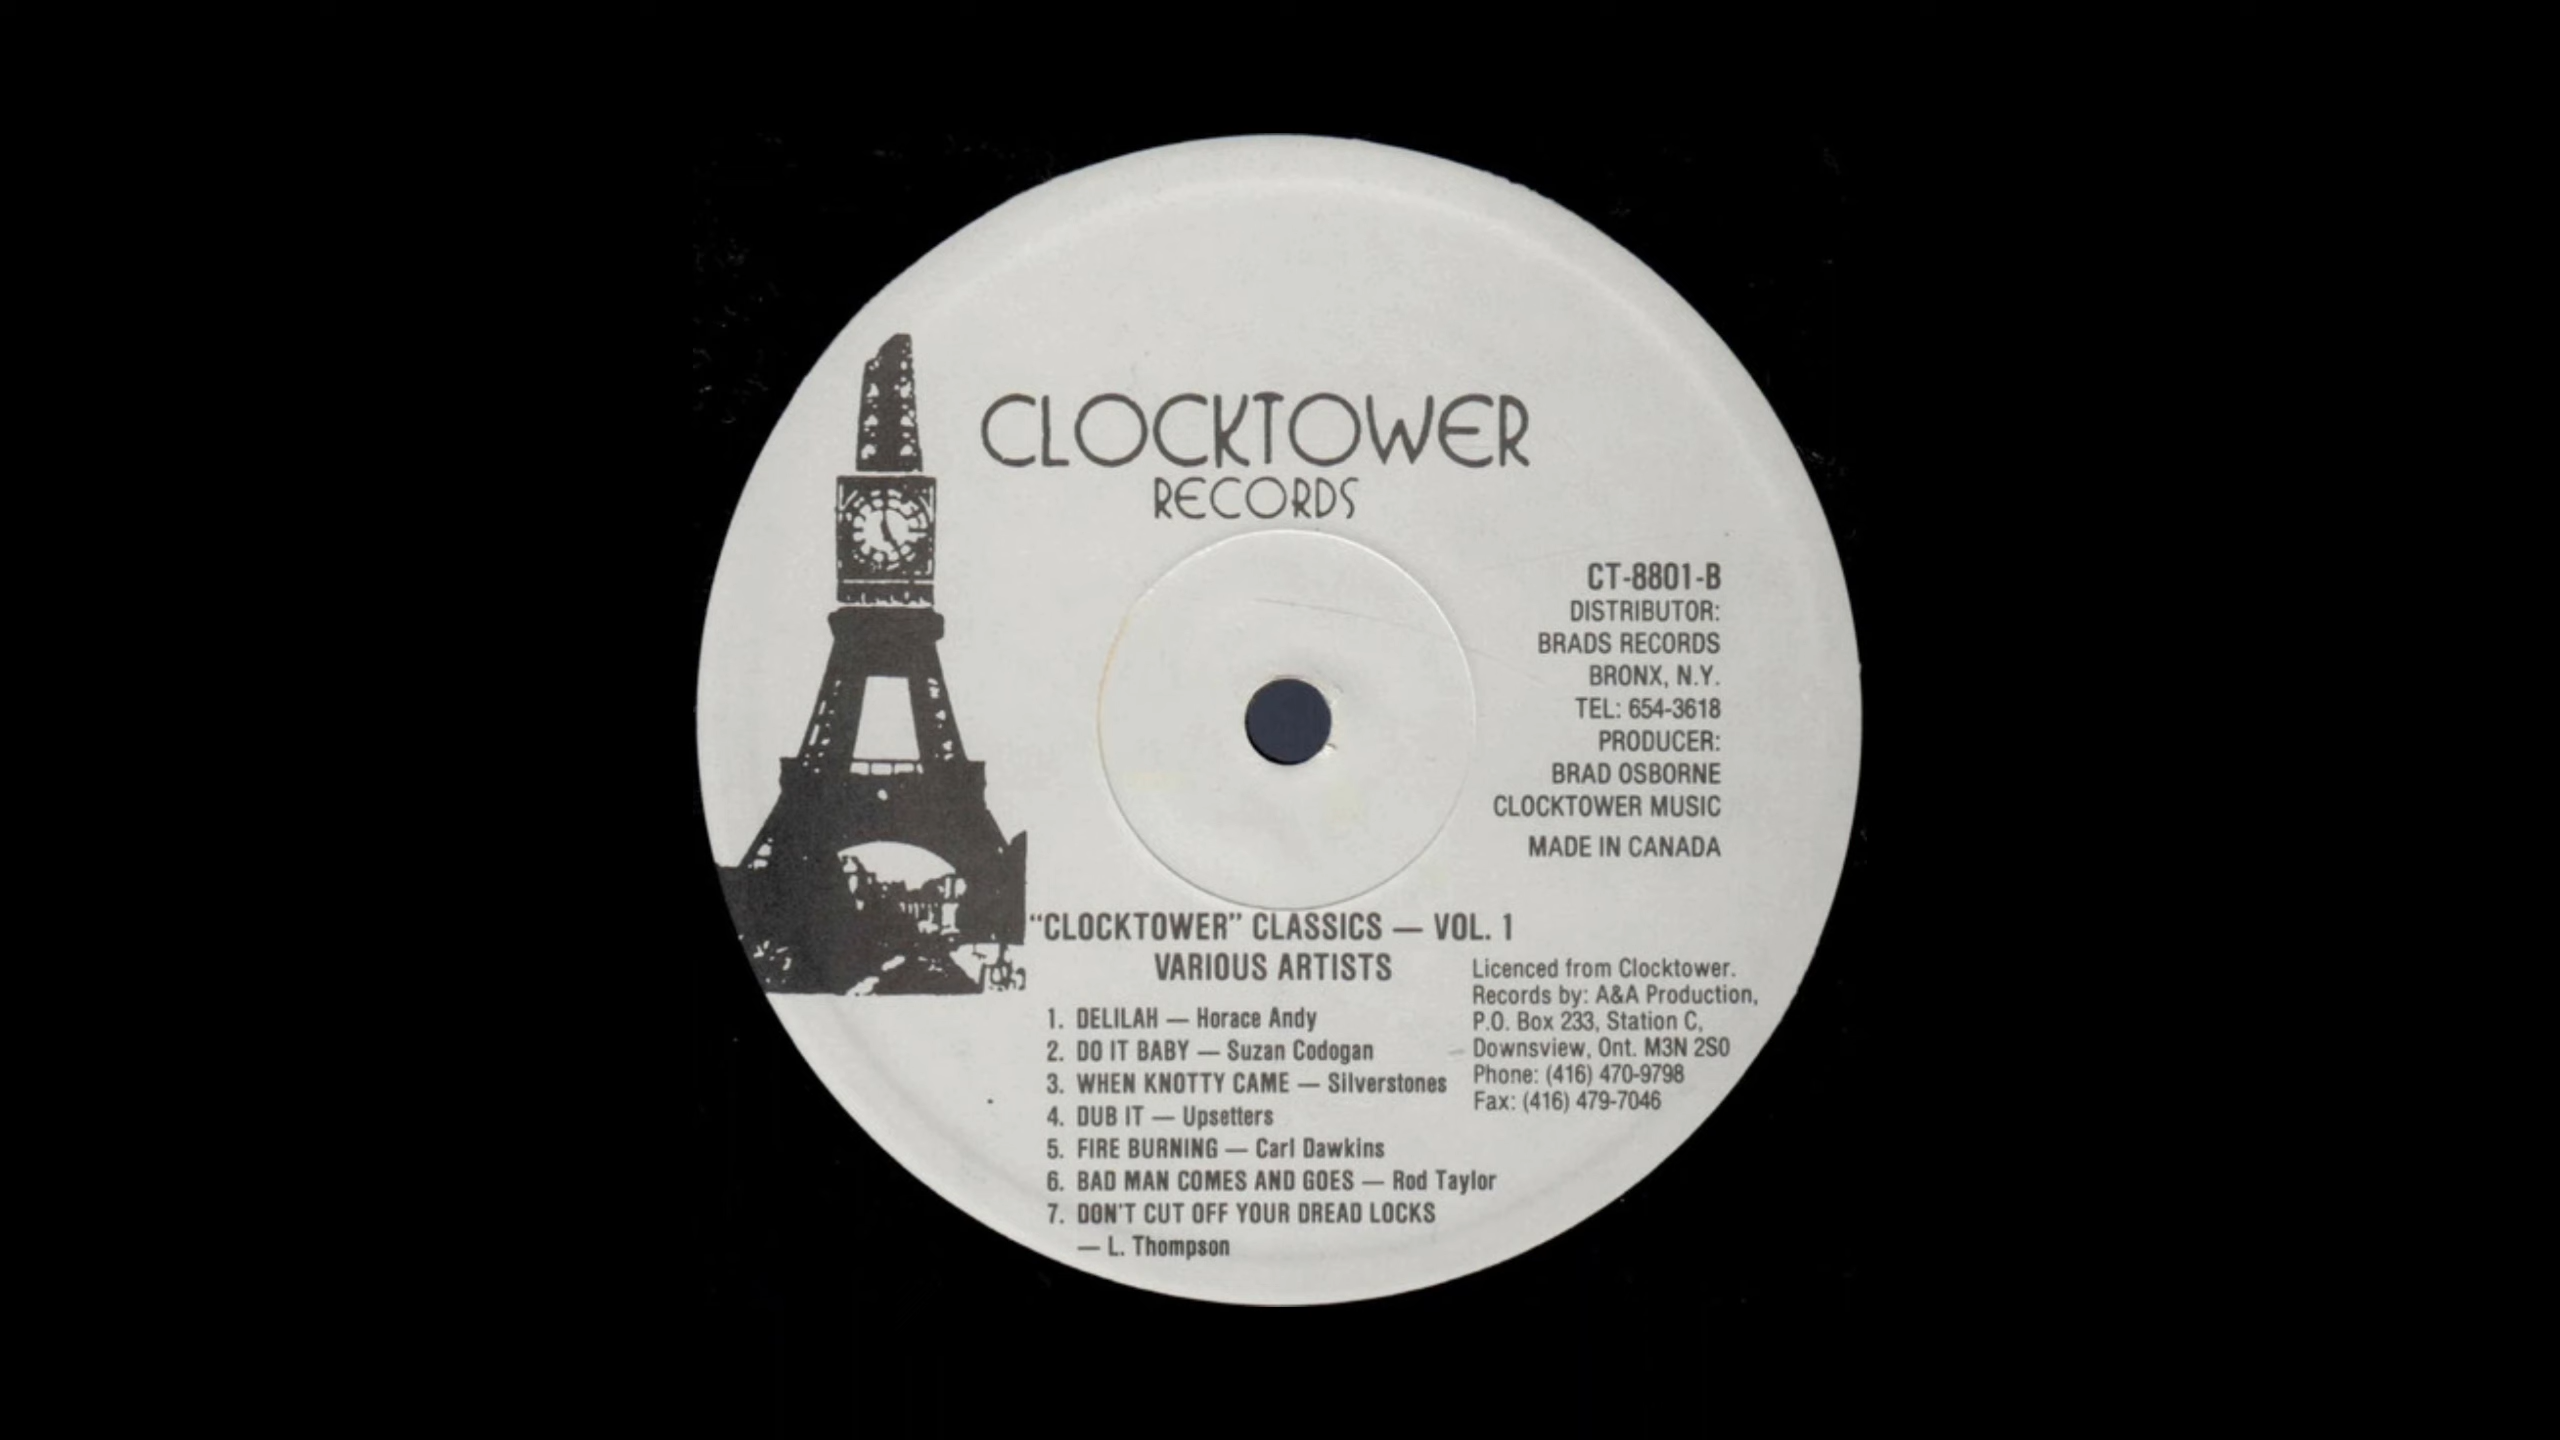 CLOCKTOWER
RECORDS
CT-8801-B
DISTRIBUTOR:
BRADS RECORDS
BRONX, N.Y.
TEL: 654-3618
PRODUCER:
BRAD OSBORNE
CLOCKTOWER MUSIC
MADE IN CANADA
“CLOCKTOWER” CLASSICS — VOL. 1
VARIOUS ARTISTS
1. DELILAH — Horace Andy
2. DO IT BABY — Suzan Codogan
3. WHEN KNOTTY CAME — Silverstones
4. DUB IT — Upsetters
5. FIRE BURNING — Carl Dawkins
6. BAD MAN COMES AND GOES — Rod Taylor
7. DON'T CUT OFF YOUR DREAD LOCKS
— L. Thompson
Licenced from Clocktower.
Records by: A&A Production,
P.O. Box 233, Station C,
Downsview, Ont. M3N 2S0
Phone: (416) 470-9798
Fax: (416) 479-7046